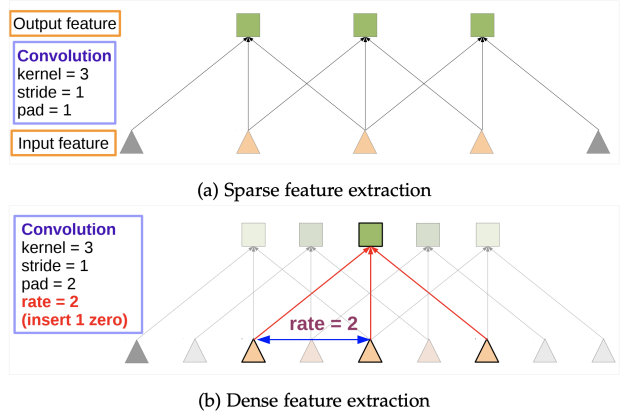 Output feature
Convolution
kernel = 3
stride = 1
pad = 1
Input feature
(a) Sparse feature extraction
Convolution
kernel = 3
stride = 1
pad = 2
rate = 2
(insert 1 zero)
rate = 2
(b) Dense feature extraction